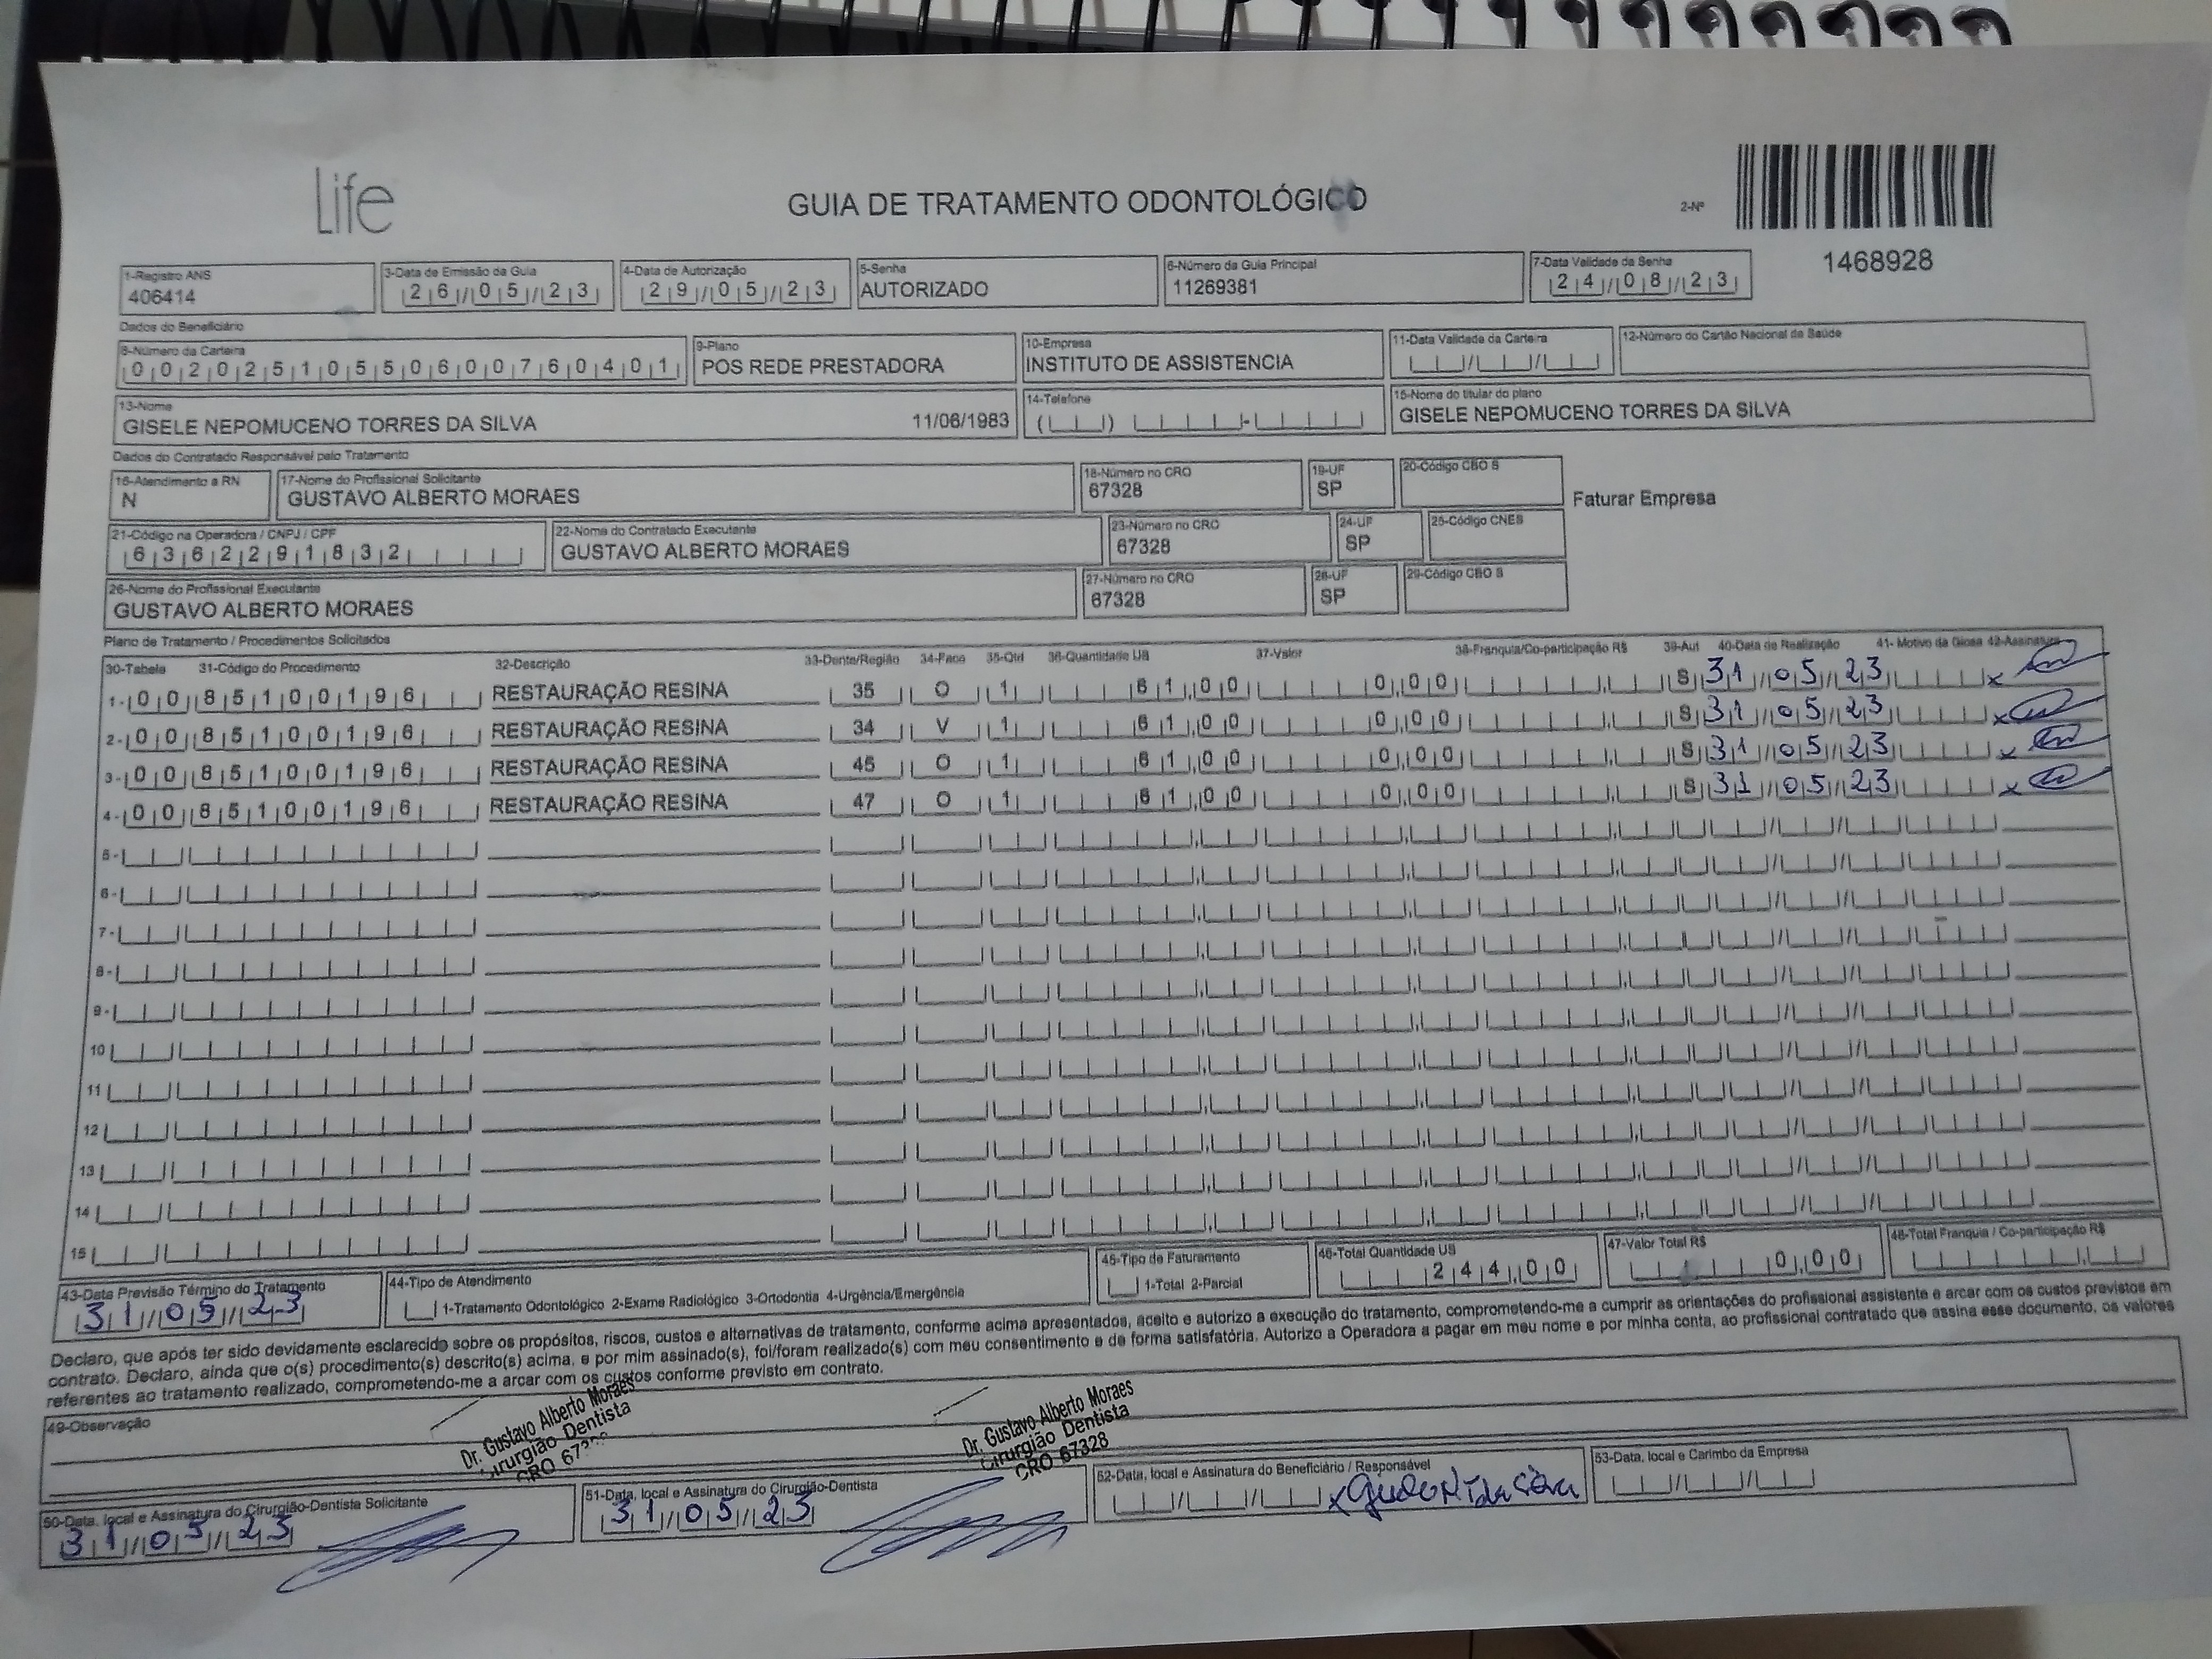 Life
GUIA DE TRATAMENTO ODONTOLÓGICO
2-Nº
1468928
1-Registro ANS
406414
3-Data de Emissão da Guia
26/05/23
4-Data de Autorização
29/05/23
5-Senha
AUTORIZADO
6-Número da Guia Principal
11269381
7-Data Validade da Senha
24/08/23
Dados do Beneficiário
8-Número da Carteira
00202510550600760401
9-Plano
POS REDE PRESTADORA
10-Empresa
INSTITUTO DE ASSISTENCIA
11-Data Validade da Carteira
12-Número do Cartão Nacional de Saúde
13-Nome
GISELE NEPOMUCENO TORRES DA SILVA 11/06/1983
14-Telefone
15-Nome do titular do plano
GISELE NEPOMUCENO TORRES DA SILVA
Dados do Contratado Responsável pelo Tratamento
16-Atendimento a RN
N
17-Nome do Profissional Solicitante
GUSTAVO ALBERTO MORAES
18-Número no CRO
67328
19-UF
SP
20-Código CBO S
Faturar Empresa
21-Código na Operadora / CNPJ / CPF
63622291832
22-Nome do Contratado Executante
GUSTAVO ALBERTO MORAES
23-Número no CRO
67328
24-UF
SP
25-Código CNES
26-Nome do Profissional Executante
GUSTAVO ALBERTO MORAES
27-Número no CRO
67328
28-UF
SP
29-Código CBO S
Plano de Tratamento / Procedimentos Solicitados
30-Tabela 31-Código do Procedimento 32-Descrição 33-Dente/Região 34-Face 35-Qtd 36-Quantidade US 37-Valor 38-Franquia/Co-participação R$ 39-Aut 40-Data de Realização 41- Motivo da Glosa 42-Assinatura
1- 00 85100196 RESTAURAÇÃO RESINA 35 O 1 61,00 0,00 S 31/05/23 x
2- 00 85100196 RESTAURAÇÃO RESINA 34 V 1 61,00 0,00 S 31/05/23 x
3- 00 85100196 RESTAURAÇÃO RESINA 45 O 1 61,00 0,00 S 31/05/23 x
4- 00 85100196 RESTAURAÇÃO RESINA 47 O 1 61,00 0,00 S 31/05/23 x
5-
6-
7-
8-
9-
10
11
12
13
14
15
43-Data Previsão Término do Tratamento
31/05/23
44-Tipo de Atendimento
1-Tratamento Odontológico 2-Exame Radiológico 3-Ortodontia 4-Urgência/Emergência
45-Tipo de Faturamento
1-Total 2-Parcial
46-Total Quantidade US
244,00
47-Valor Total R$
0,00
48-Total Franquia / Co-participação R$
Declaro, que após ter sido devidamente esclarecido sobre os propósitos, riscos, custos e alternativas de tratamento, conforme acima apresentados, aceito e autorizo a execução do tratamento, comprometendo-me a cumprir as orientações do profissional assistente e arcar com os custos previstos em
contrato. Declaro, ainda que o(s) procedimento(s) descrito(s) acima, e por mim assinado(s), foi/foram realizado(s) com meu consentimento e de forma satisfatória. Autorizo a Operadora a pagar em meu nome e por minha conta, ao profissional contratado que assina esse documento, os valores
referentes ao tratamento realizado, comprometendo-me a arcar com os custos conforme previsto em contrato.
49-Observação
Dr. Gustavo Alberto Moraes
Cirurgião Dentista
CRO
Dr. Gustavo Alberto Moraes
Cirurgião Dentista
CRO 67328
50-Data, local e Assinatura do Cirurgião-Dentista Solicitante
31/05/23
51-Data, local e Assinatura do Cirurgião-Dentista
31/05/23
52-Data, local e Assinatura do Beneficiário / Responsável
x
53-Data, local e Carimbo da Empresa